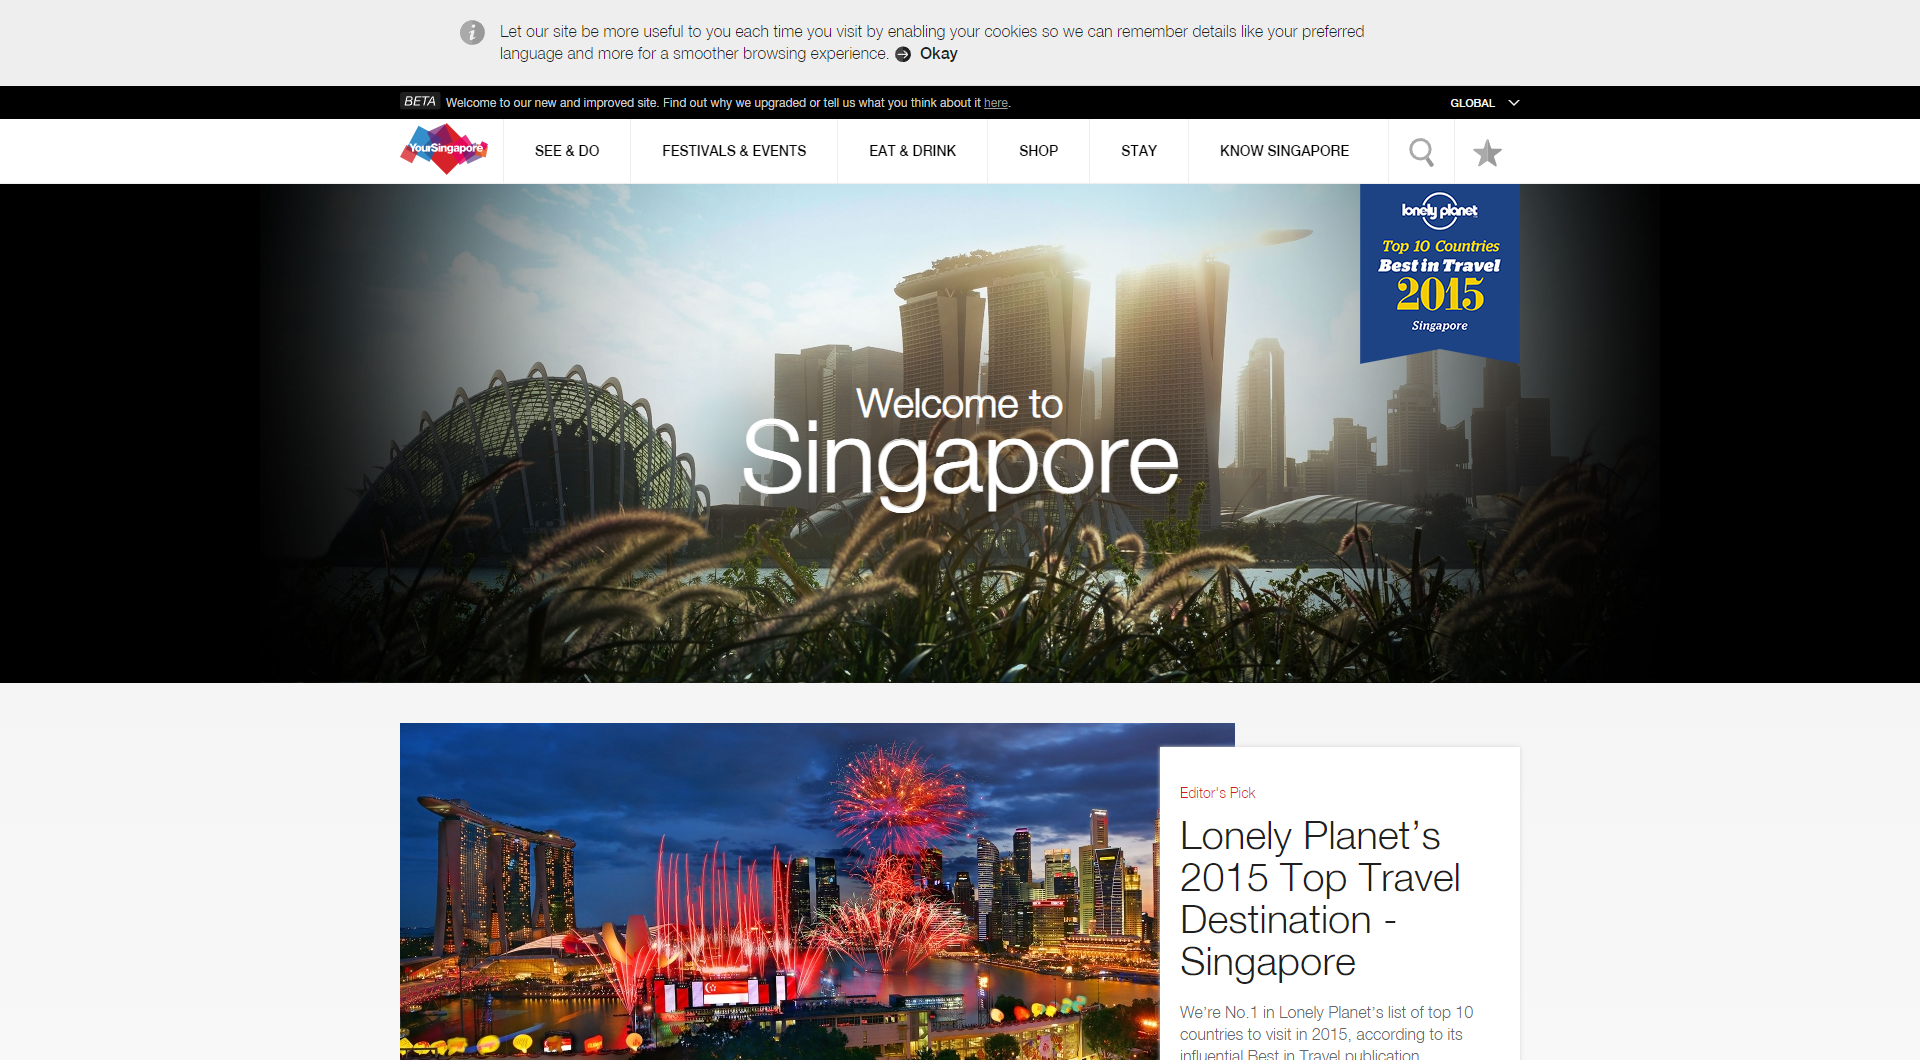 Let our site be more useful to you each time you visit by enabling your cookies so we can remember details like your preferred
language and more for a smoother browsing experience. Okay
BETA Welcome to our new and improved site. Find out why we upgraded or tell us what you think about it here.
GLOBAL
YourSingapore
SEE & DO
FESTIVALS & EVENTS
EAT & DRINK
SHOP
STAY
KNOW SINGAPORE
lonely planet
Top 10 Countries
Best in Travel
2015
Singapore
Welcome to
Singapore
Editor's Pick
Lonely Planet’s
2015 Top Travel
Destination -
Singapore
We’re No.1 in Lonely Planet’s list of top 10
countries to visit in 2015, according to its
influential Best in Travel publication